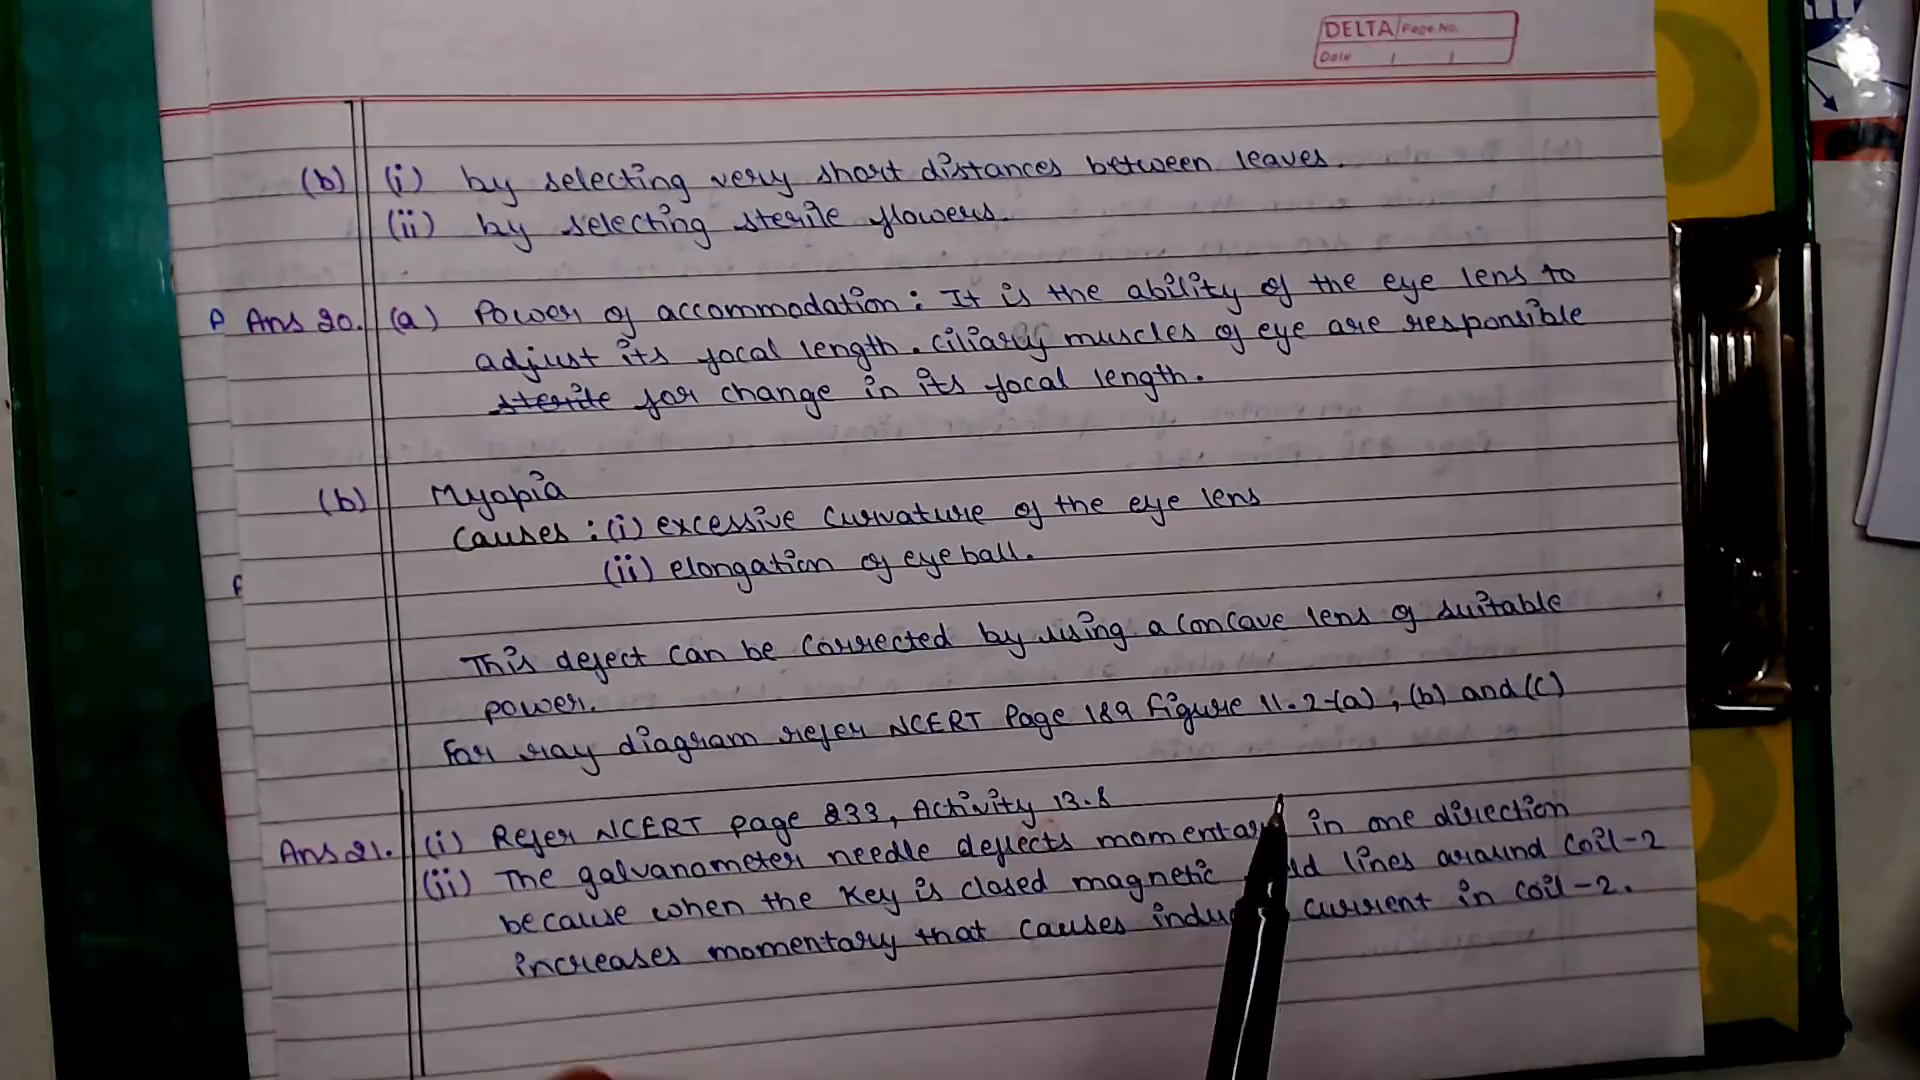 DELTA Page No.
Date
(b) (i) by selecting very short distances between leaves.
(ii) by selecting sterile flowers.
Ans 20. (a) Power of accommodation: It is the ability of the eye lens to
adjust its focal length. Ciliary muscles of eye are responsible
sterile for change in its focal length.
(b) Myopia
causes: (i) excessive curvature of the eye lens
(ii) elongation of eyeball.
This defect can be corrected by using a concave lens of suitable
power.
For ray diagram refer NCERT Page 189 Figure 11.2-(a), (b) and (c)
Ans 21. (i) Refer NCERT page 233, Activity 13.8
(ii) The galvanometer needle deflects in one direction
because when the key is closed magnetic lines around coil-2
increases momentary that causes current in coil-2.